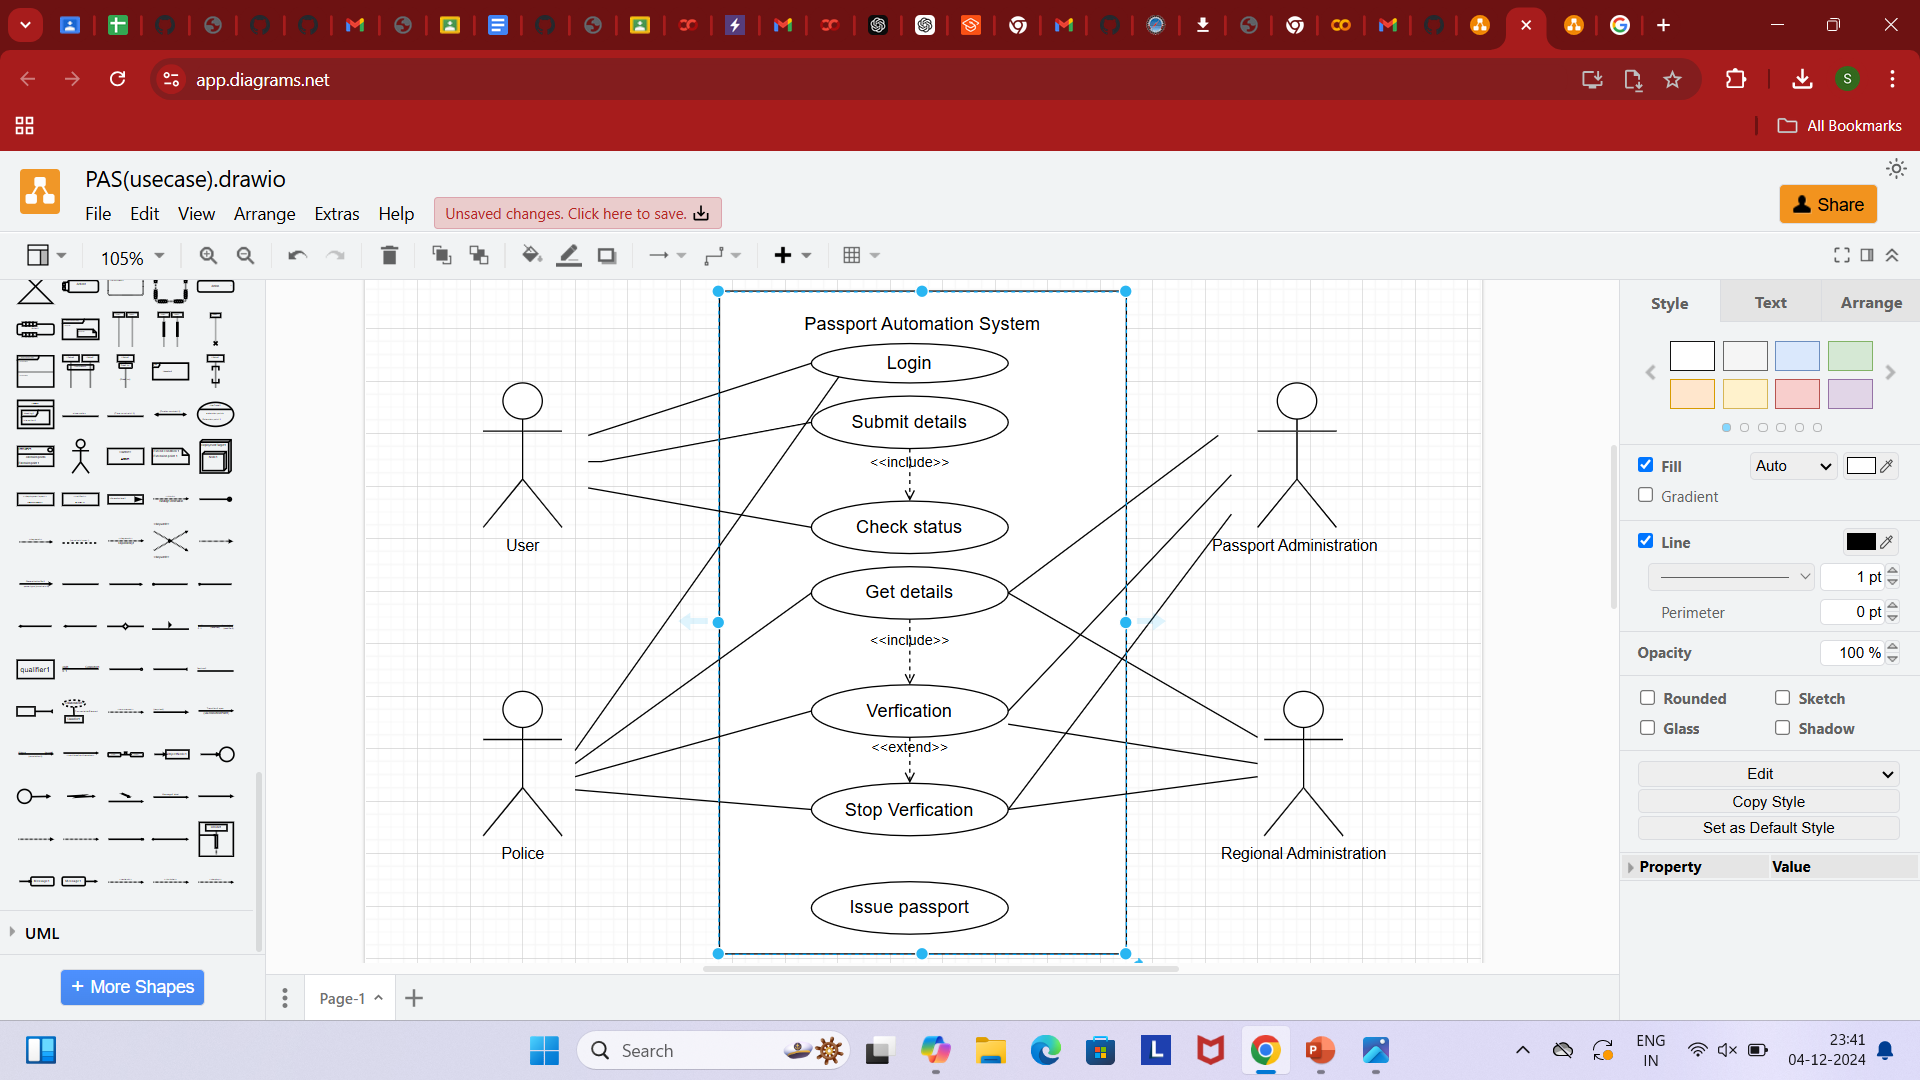 S
app.diagrams.net
All Bookmarks
PAS(usecase).drawio
File Edit View Arrange Extras Help
Unsaved changes. Click here to save.
Share
105%
Passport Automation System
Login
Submit details
<<include>>
Check status
User
Passport Administration
Get details
<<include>>
Verfication
<<extend>>
Stop Verfication
Police
Regional Administration
Issue passport
qualifier1
UML
+ More Shapes
Page-1
Style Text Arrange
Fill Auto
Gradient
Line
1 pt
Perimeter 0 pt
Opacity 100 %
Rounded Sketch
Glass Shadow
Edit
Copy Style
Set as Default Style
Property Value
Search
L
P
ENG
IN
23:41
04-12-2024